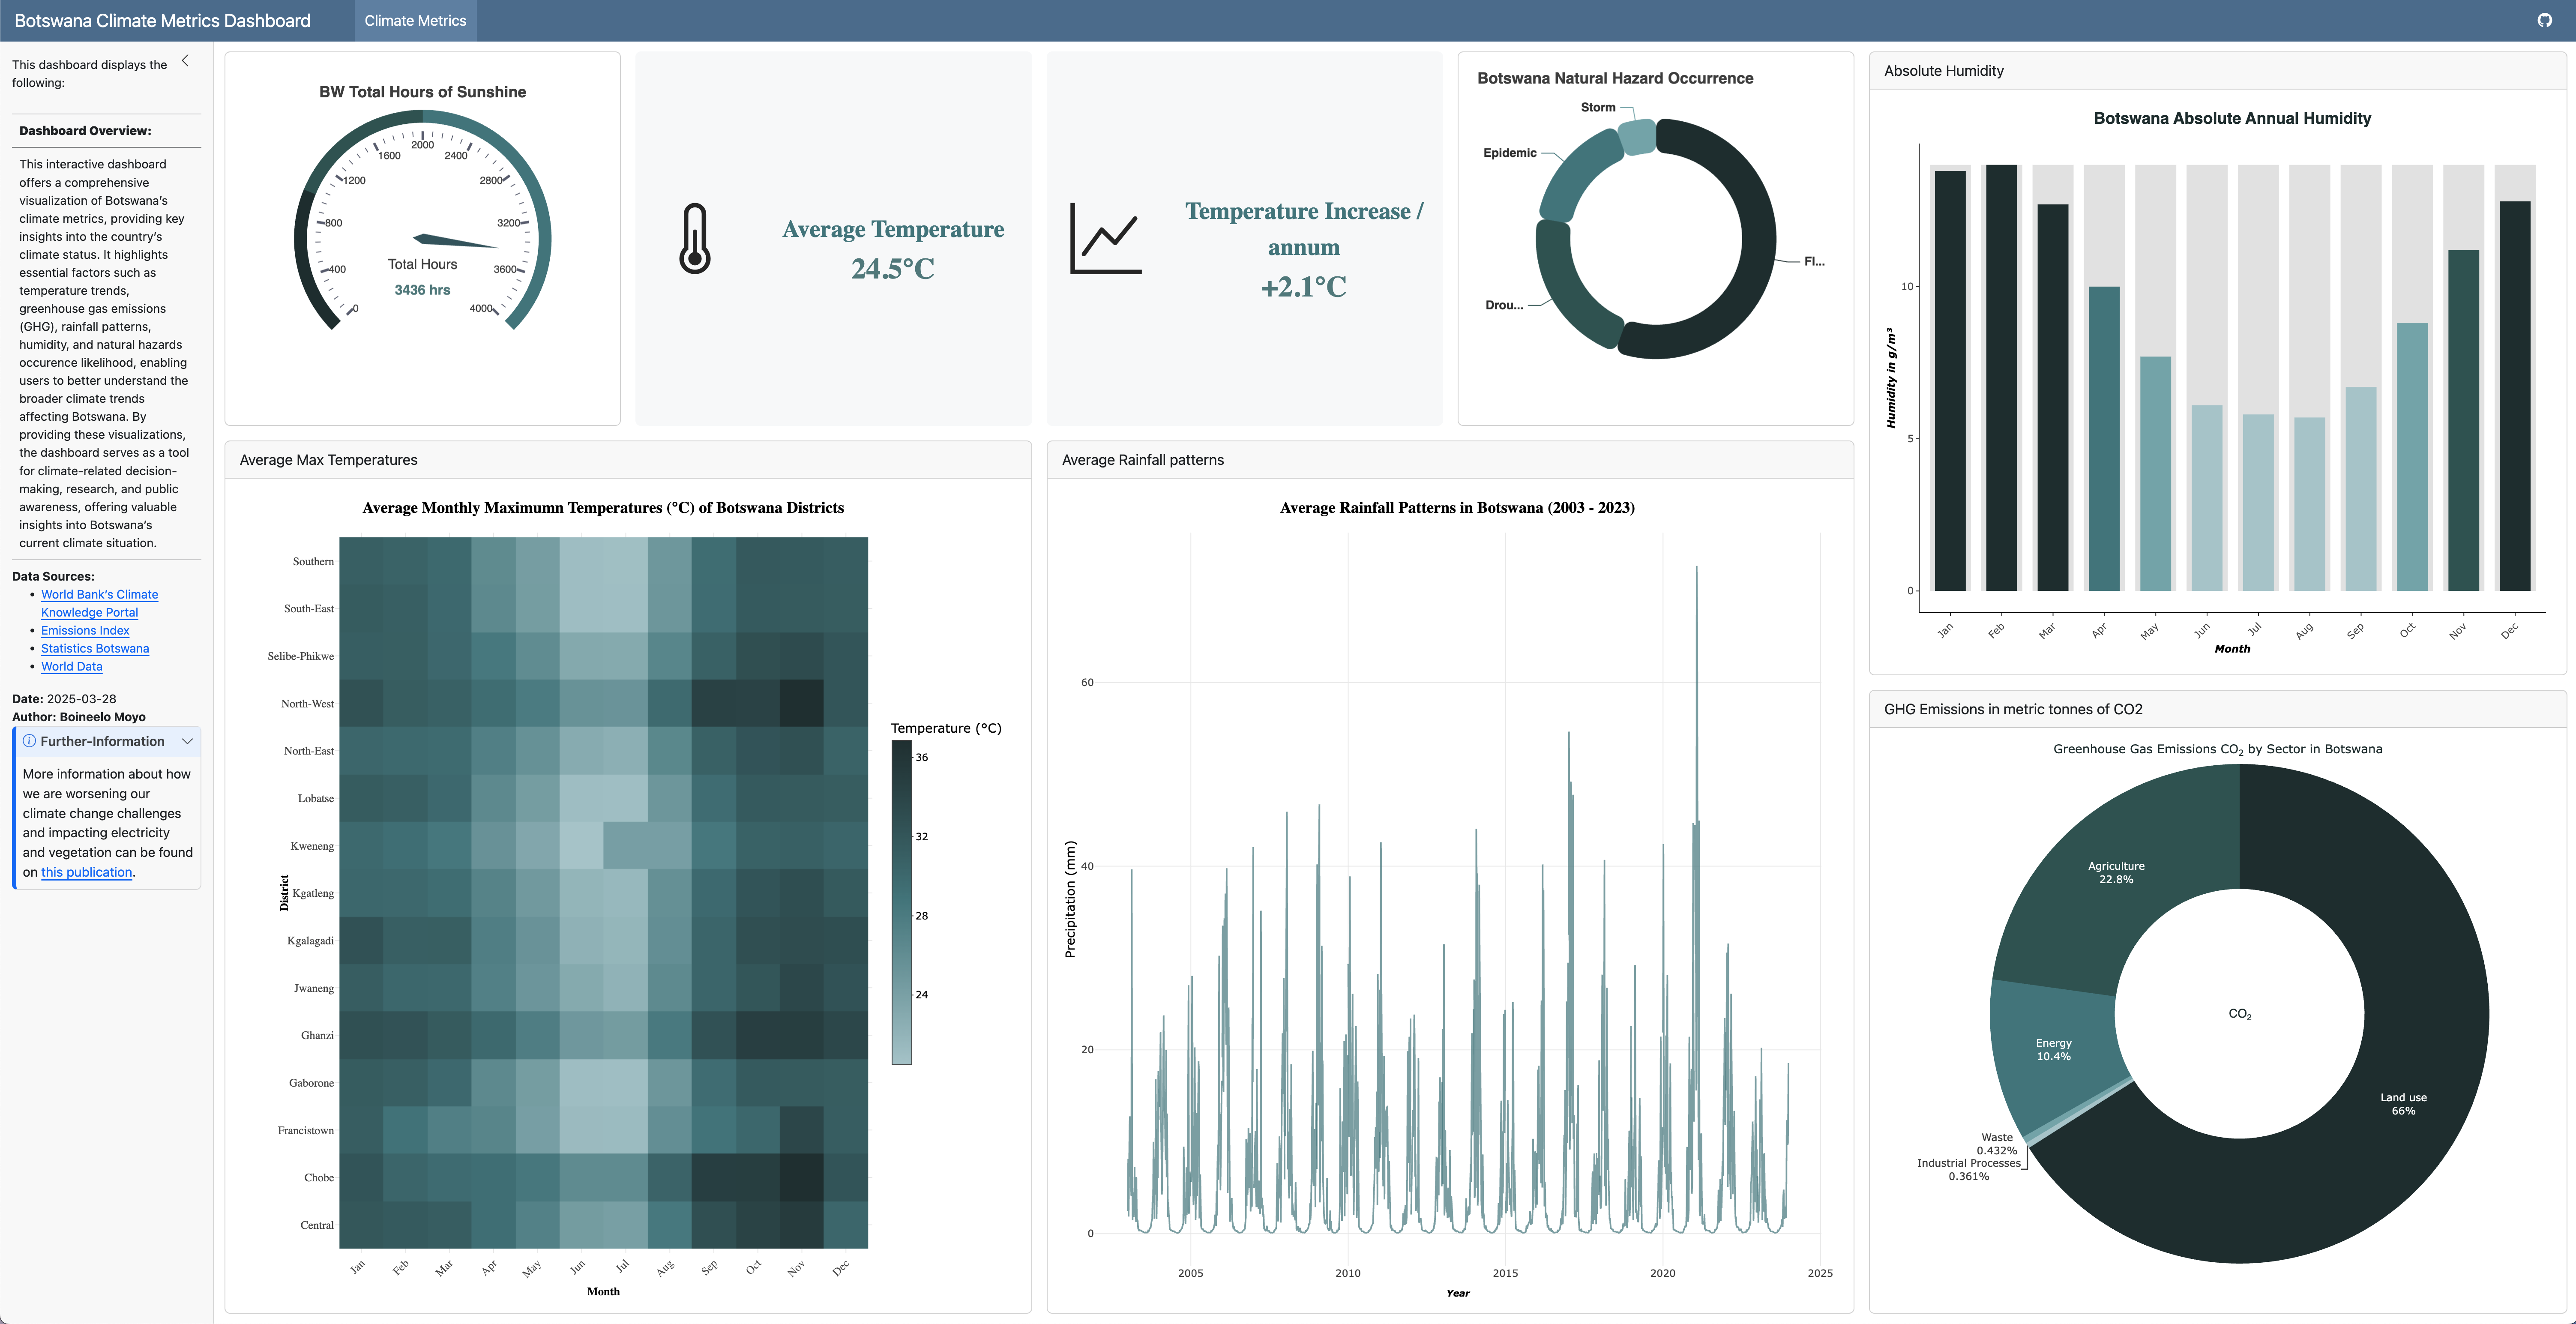 Botswana Climate Metrics Dashboard
Climate Metrics
This dashboard displays the
following:
Dashboard Overview:
This interactive dashboard
offers a comprehensive
visualization of Botswana’s
climate metrics, providing key
insights into the country’s
climate status. It highlights
essential factors such as
temperature trends,
greenhouse gas emissions
(GHG), rainfall patterns,
humidity, and natural hazards
occurence likelihood, enabling
users to better understand the
broader climate trends
affecting Botswana. By
providing these visualizations,
the dashboard serves as a tool
for climate-related decision-
making, research, and public
awareness, offering valuable
insights into Botswana’s
current climate situation.
Data Sources:
World Bank’s Climate
Knowledge Portal
Emissions Index
Statistics Botswana
World Data
Date: 2025-03-28
Author: Boineelo Moyo
Further-Information
More information about how
we are worsening our
climate change challenges
and impacting electricity
and vegetation can be found
on this publication.
BW Total Hours of Sunshine
0
400
800
1200
1600
2000
2400
2800
3200
3600
4000
Total Hours
3436 hrs
Average Temperature
24.5°C
Temperature Increase /
annum
+2.1°C
Botswana Natural Hazard Occurrence
Storm
Epidemic
Drou...
Fl...
Absolute Humidity
Botswana Absolute Annual Humidity
Humidity in g/m³
10
5
0
Jan
Feb
Mar
Apr
May
Jun
Jul
Aug
Sep
Oct
Nov
Dec
Month
Average Max Temperatures
Average Monthly Maximumn Temperatures (°C) of Botswana Districts
District
Southern
South-East
Selibe-Phikwe
North-West
North-East
Lobatse
Kweneng
Kgatleng
Kgalagadi
Jwaneng
Ghanzi
Gaborone
Francistown
Chobe
Central
Jan
Feb
Mar
Apr
May
Jun
Jul
Aug
Sep
Oct
Nov
Dec
Month
Temperature (°C)
36
32
28
24
Average Rainfall patterns
Average Rainfall Patterns in Botswana (2003 - 2023)
Precipitation (mm)
60
40
20
0
2005
2010
2015
2020
2025
Year
GHG Emissions in metric tonnes of CO2
Greenhouse Gas Emissions CO₂ by Sector in Botswana
Agriculture
22.8%
Energy
10.4%
CO₂
Land use
66%
Waste
0.432%
Industrial Processes
0.361%